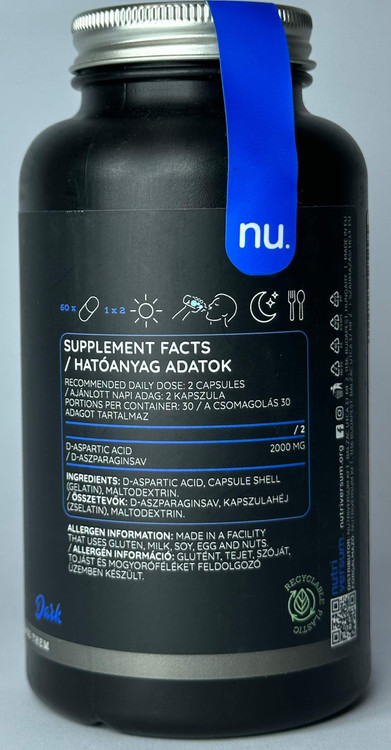 nu.
60 x 1 x 2
SUPPLEMENT FACTS
/ HATÓANYAG ADATOK
RECOMMENDED DAILY DOSE: 2 CAPSULES
/ AJÁNLOTT NAPI ADAG: 2 KAPSZULA
PORTIONS PER CONTAINER: 30 / A CSOMAGOLÁS 30
ADAGOT TARTALMAZ
/ 2
D-ASPARTIC ACID 2000 MG
/ D-ASZPARAGINSAV
INGREDIENTS: D-ASPARTIC ACID, CAPSULE SHELL
(GELATIN), MALTODEXTRIN.
/ ÖSSZETEVŐK: D-ASZPARAGINSAV, KAPSZULAHÉJ
(ZSELATIN), MALTODEXTRIN.
ALLERGEN INFORMATION: MADE IN A FACILITY
THAT USES GLUTEN, MILK, SOY, EGG AND NUTS.
/ ALLERGÉN INFORMÁCIÓ: GLUTÉNT, TEJET, SZÓJÁT,
TOJÁST ÉS MOGYORÓFÉLÉKET FELDOLGOZÓ
ÜZEMBEN KÉSZÜLT.
Dark
THEM
RECYCLABLE PLASTIC
nutri
versum
nutriversum.org